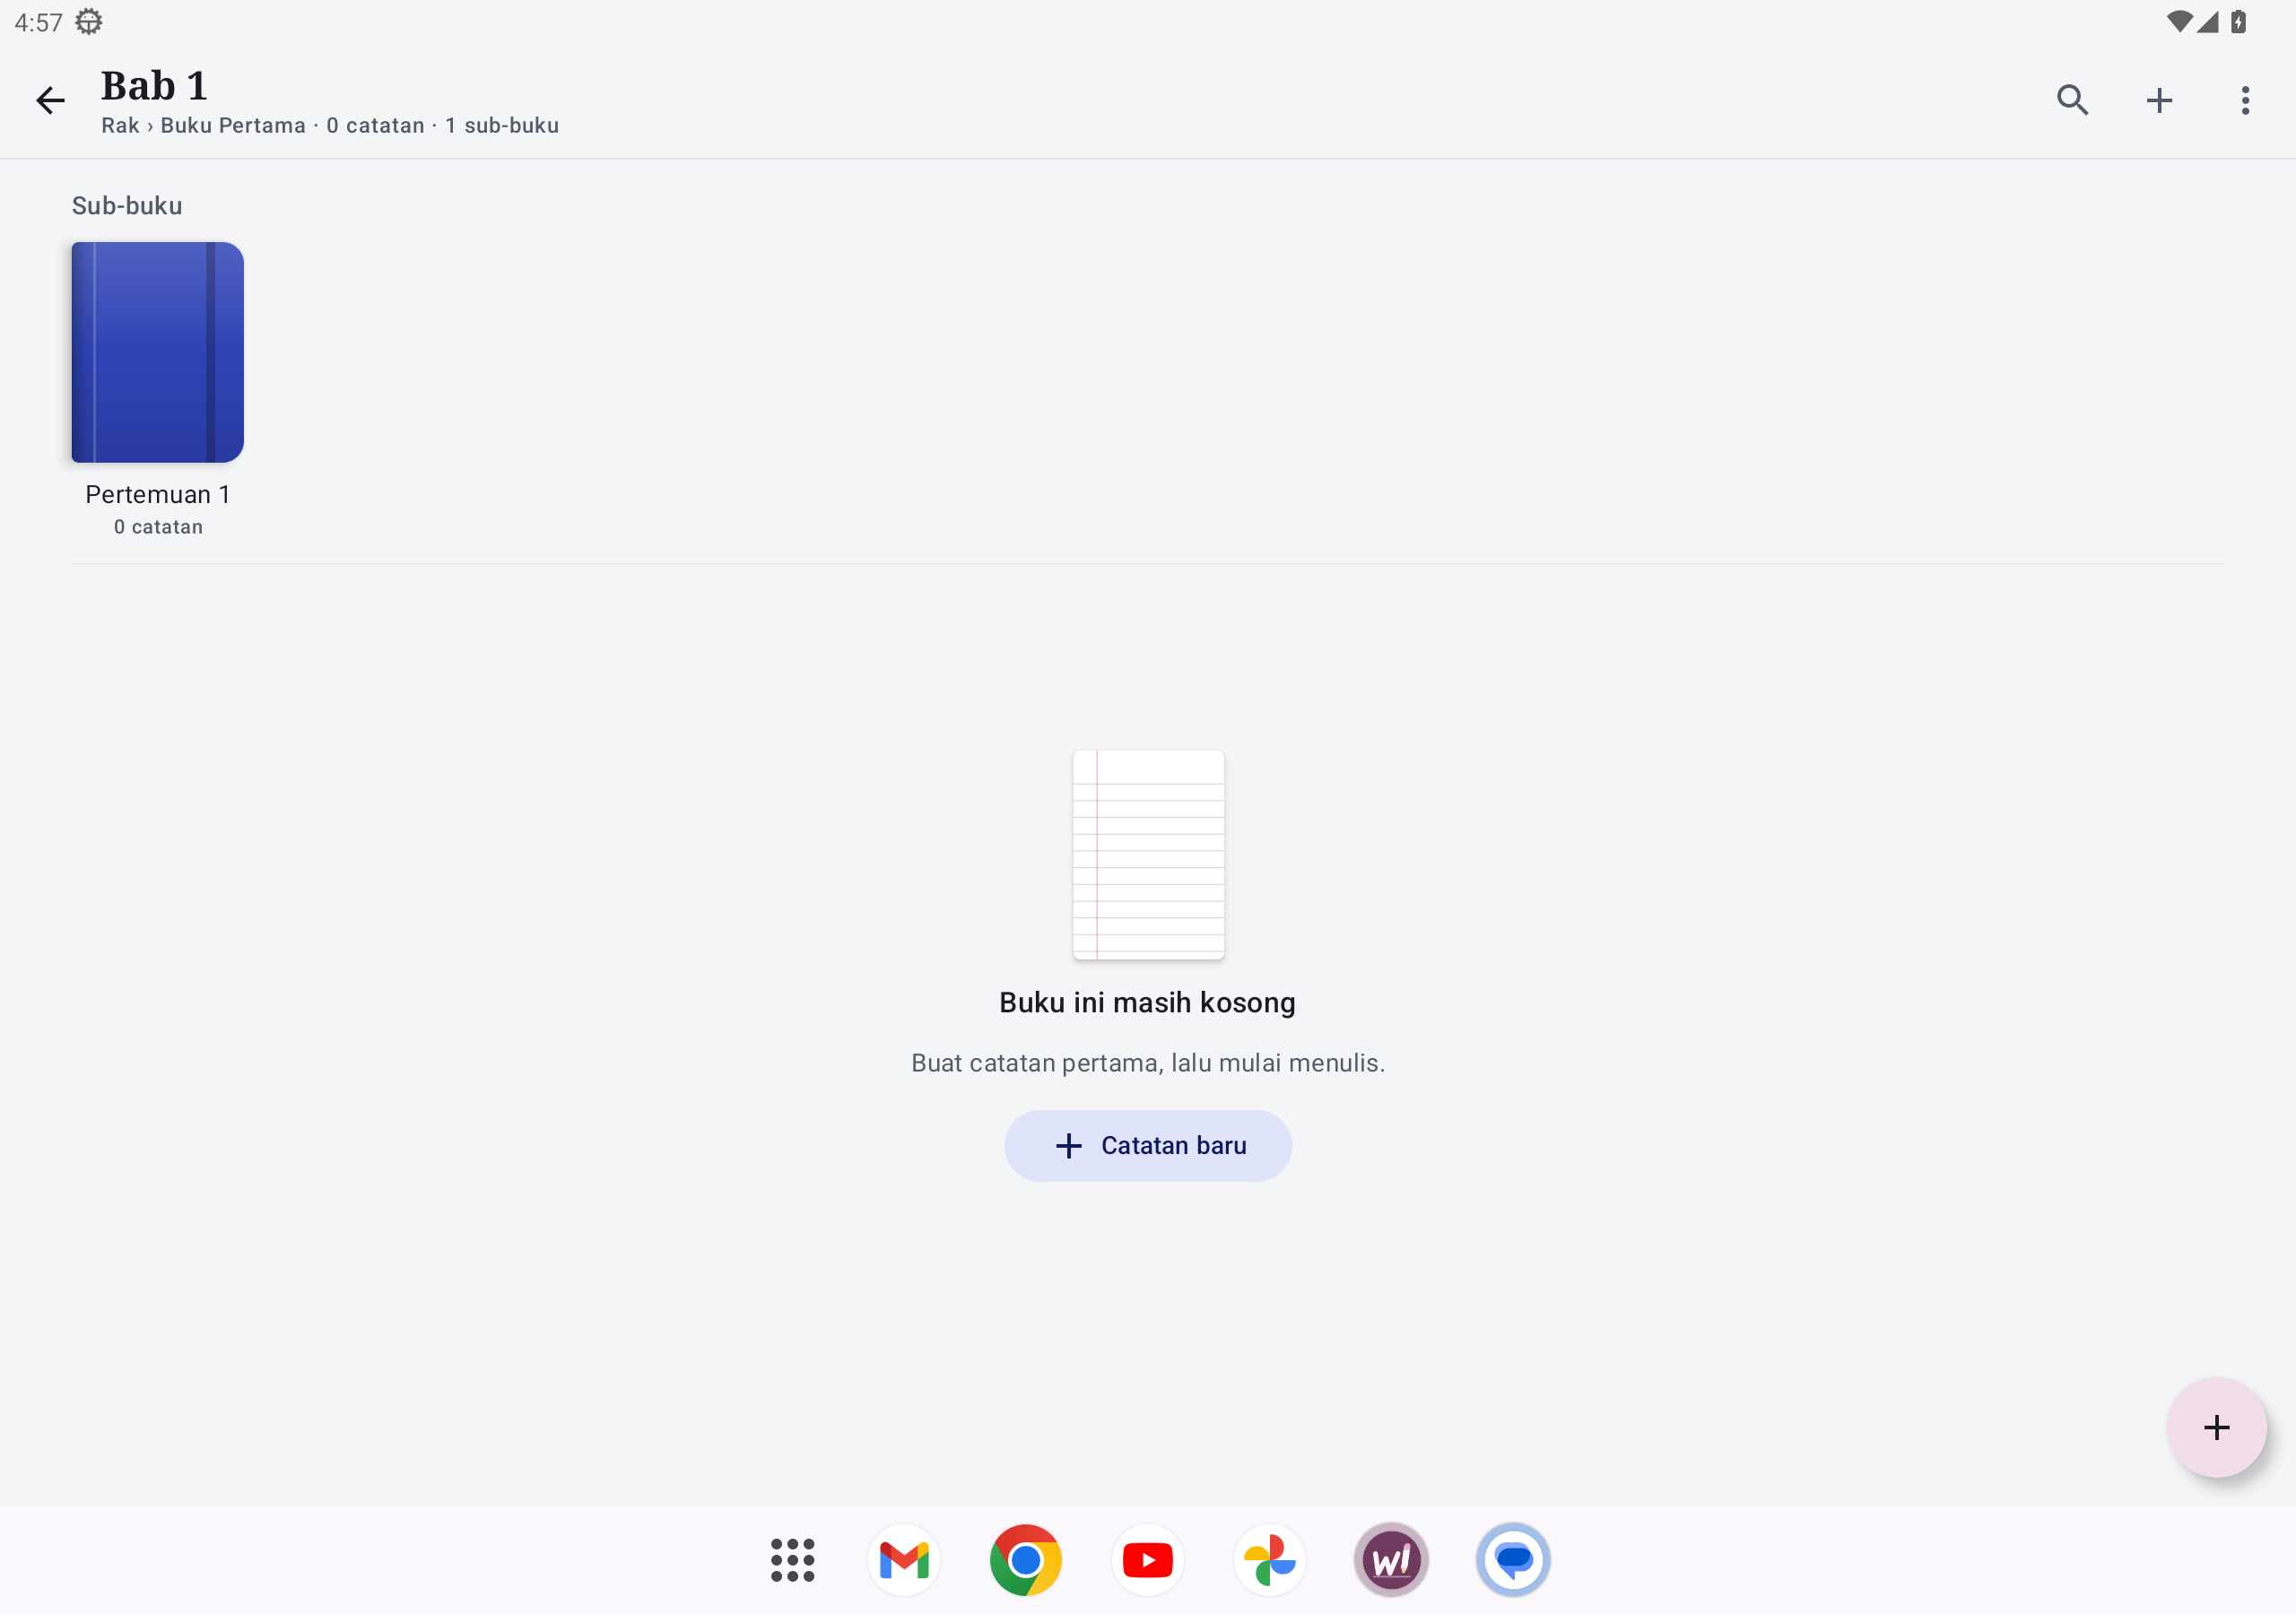 4:57
Bab 1
Rak › Buku Pertama · 0 catatan · 1 sub-buku
Sub-buku
Pertemuan 1
0 catatan
Buku ini masih kosong
Buat catatan pertama, lalu mulai menulis.
Catatan baru